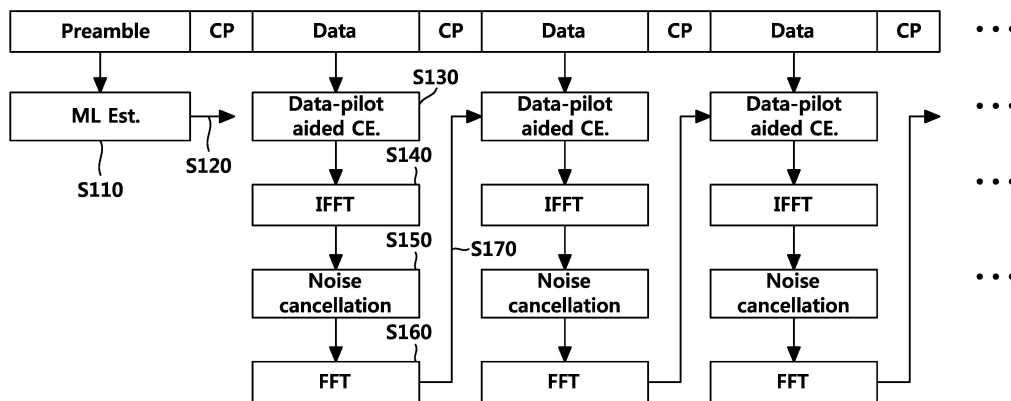 Preamble CP Data CP Data CP Data CP
ML Est.
S120
S110
S130
Data-pilot
aided CE.
Data-pilot
aided CE.
Data-pilot
aided CE.
S140
IFFT
IFFT
IFFT
S150
S170
Noise
cancellation
Noise
cancellation
Noise
cancellation
S160
FFT
FFT
FFT